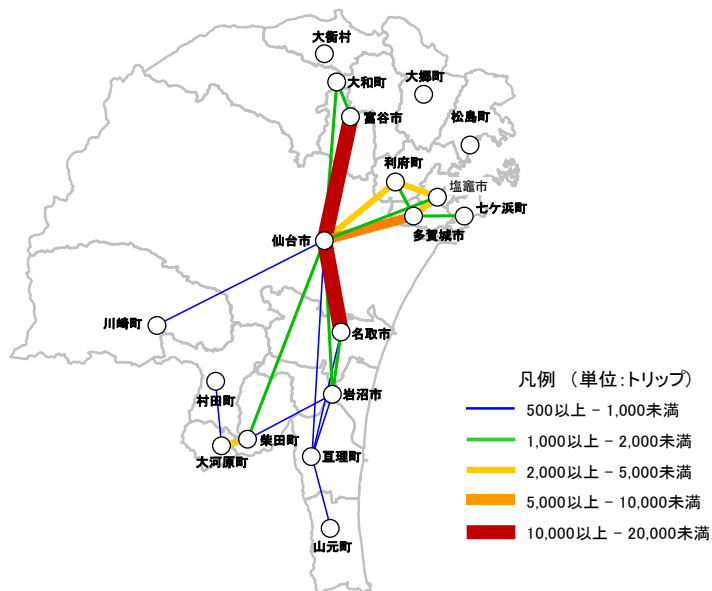 大衡村
大和町
大郷町
富谷市
松島町
利府町
塩竈市
七ケ浜町
多賀城市
仙台市
川崎町
名取市
村田町
岩沼市
柴田町
大河原町
亘理町
山元町
凡例 (単位:トリップ)
500以上 - 1,000未満
1,000以上 - 2,000未満
2,000以上 - 5,000未満
5,000以上 - 10,000未満
10,000以上 - 20,000未満